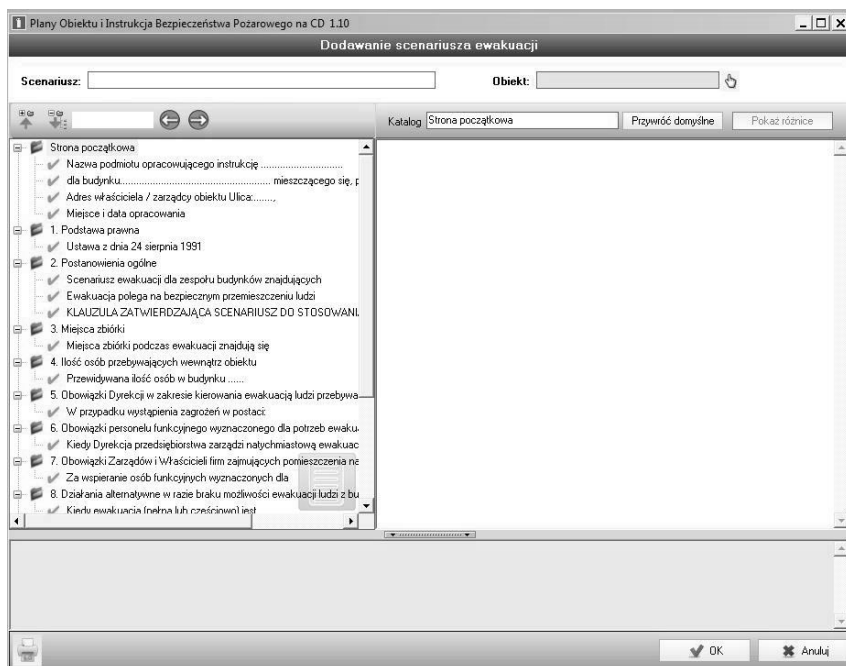 Plany Obiektu i Instrukcja Bezpieczeństwa Pożarowego na CD 1.10
Dodawanie scenariusza ewakuacji
Scenariusz:
Obiekt:
Katalog Strona początkowa Przywróć domyślne Pokaż różnice
Strona początkowa
Nazwa podmiotu opracowującego instrukcję ..............................
dla budynku....................................................... mieszczącego się, p
Adres właściciela / zarządcy obiektu Ulica:.......,
Miejsce i data opracowania
1. Podstawa prawna
Ustawa z dnia 24 sierpnia 1991
2. Postanowienia ogólne
Scenariusz ewakuacji dla zespołu budynków znajdujących
Ewakuacja polega na bezpiecznym przemieszczeniu ludzi
KLAUZULA ZATWIERDZAJĄCA SCENARIUSZ DO STOSOWANI
3. Miejsca zbiórki
Miejsca zbiórki podczas ewakuacji znajdują się
4. Ilość osób przebywających wewnątrz obiektu
Przewidywana ilość osób w budynku ......
5. Obowiązki Dyrekcji w zakresie kierowania ewakuacją ludzi przebywa
W przypadku wystąpienia zagrożeń w postaci:
6. Obowiązki personelu funkcyjnego wyznaczonego dla potrzeb ewaku
Kiedy Dyrekcja przedsiębiorstwa zarządzi natychmiastową ewakuac
7. Obowiązki Zarządów i Właścicieli firm zajmujących pomieszczenia na
Za wspieranie osób funkcyjnych wyznaczonych dla
8. Działania alternatywne w razie braku możliwości ewakuacji ludzi z bu
Kiedy ewakuacja (pełna lub częściowo) jest
OK Anuluj